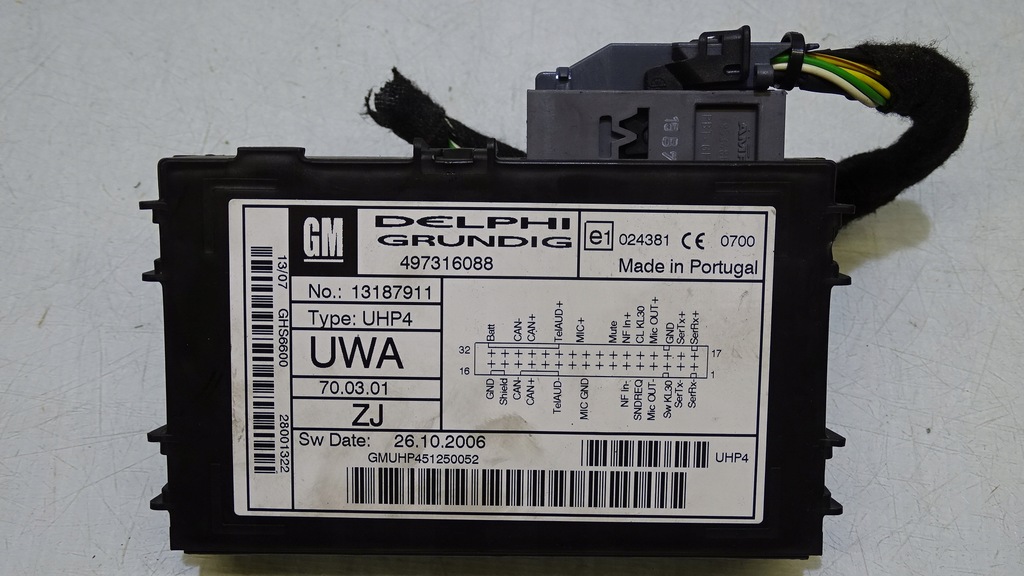 1687
GM
DELPHI
GRUNDIG
497316088
e1 024381 CE 0700
Made in Portugal
13/07 GHS6600 28001322
No.: 13187911
Type: UHP4
UWA
70.03.01
ZJ
Batt CAN- CAN+ TelAUD+ MIC+ Mute NF In+ CL KL30 Mic OUT+ GND SerTx+ SerRx+
32 17
16 1
GND Shield CAN- CAN+ TelAUD- MIC GND NF In- SNDREQ Mic OUT- Sw KL30 SerTx- SerRx-
Sw Date: 26.10.2006
GMUHP451250052
UHP4